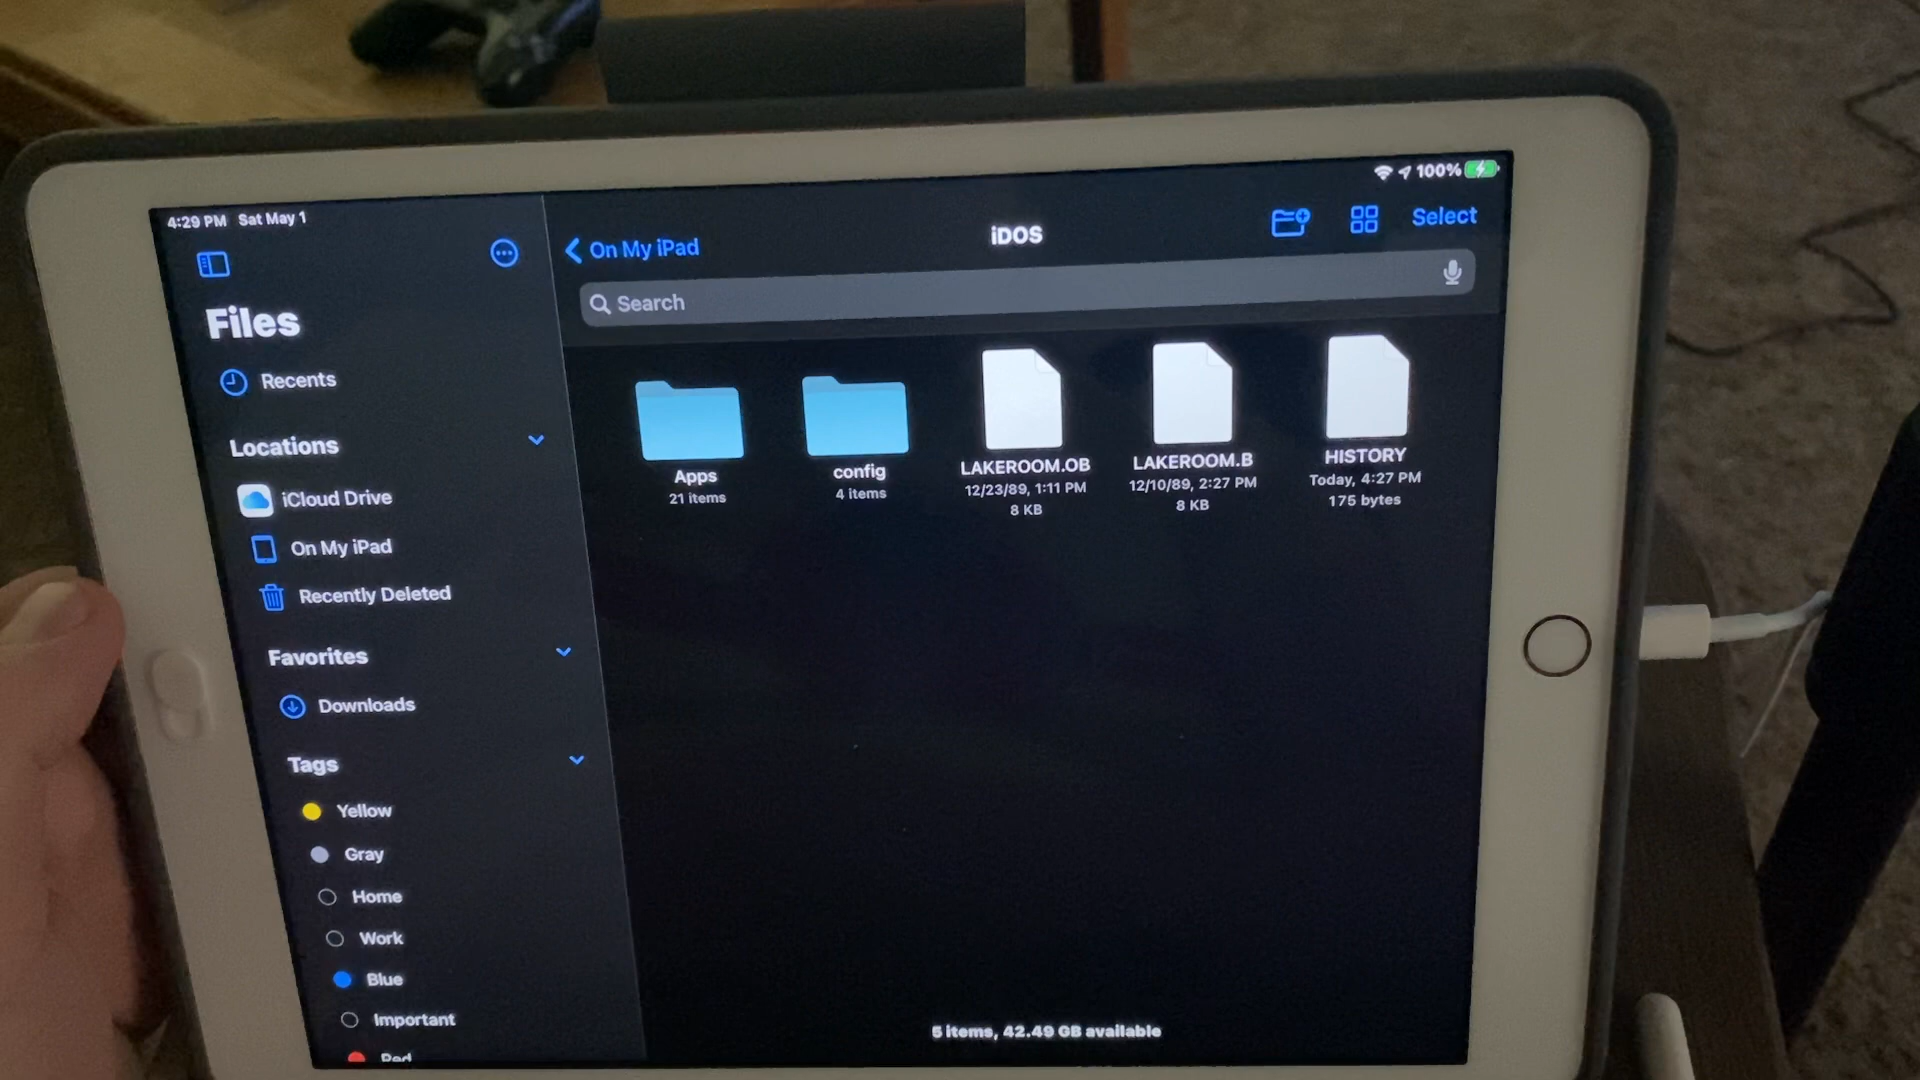 4:29 PM Sat May 1
100%
Files
Recents
Locations
iCloud Drive
On My iPad
Recently Deleted
Favorites
Downloads
Tags
Yellow
Gray
Home
Work
Blue
Important
Red
On My iPad
iDOS
Select
Search
Apps
21 items
config
4 items
LAKEROOM.OB
12/23/89, 1:11 PM
8 KB
LAKEROOM.B
12/10/89, 2:27 PM
8 KB
HISTORY
Today, 4:27 PM
175 bytes
5 items, 42.49 GB available